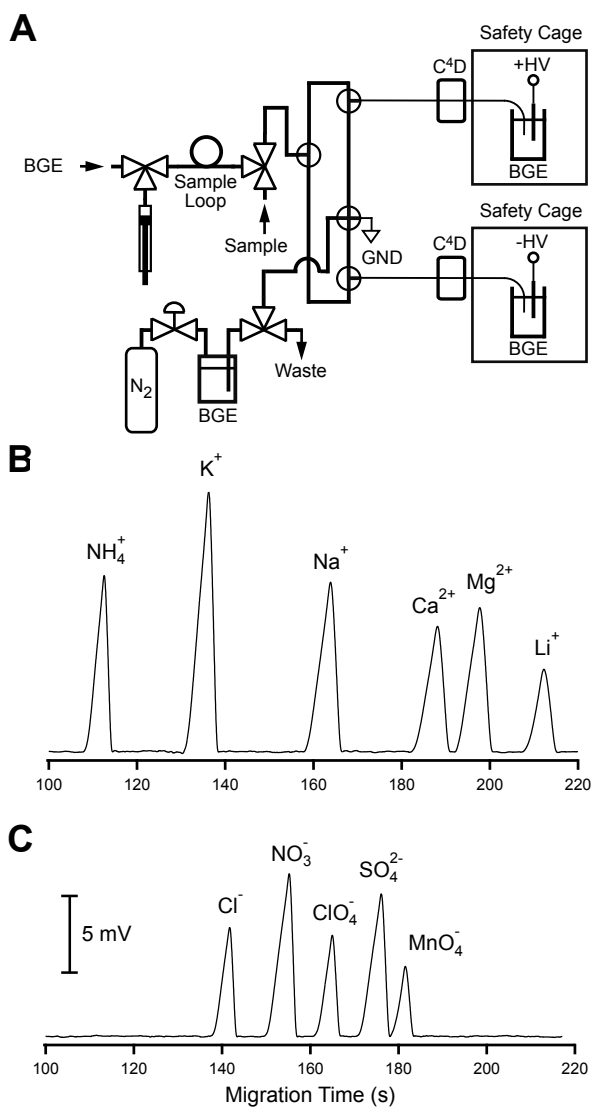 A
Safety Cage
C⁴D
+HV
BGE
BGE
Sample
Loop
Sample
GND
Safety Cage
C⁴D
-HV
BGE
N₂
BGE
Waste
B
NH₄⁺
K⁺
Na⁺
Ca²⁺
Mg²⁺
Li⁺
100 120 140 160 180 200 220
C
5 mV
Cl⁻
NO₃⁻
ClO₄⁻
SO₄²⁻
MnO₄⁻
100 120 140 160 180 200 220
Migration Time (s)